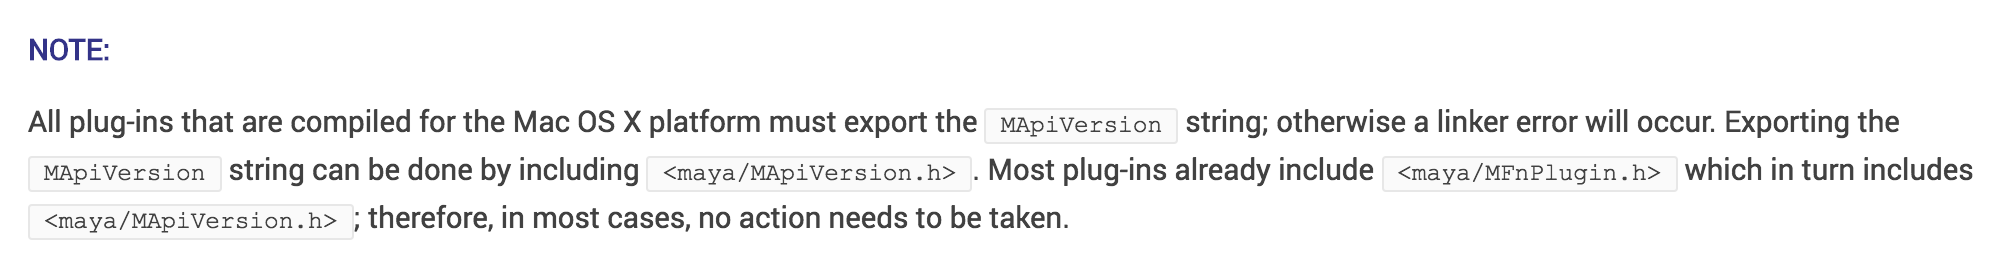 NOTE:
All plug-ins that are compiled for the Mac OS X platform must export the MApiVersion string; otherwise a linker error will occur. Exporting the
MApiVersion string can be done by including <maya/MApiVersion.h>. Most plug-ins already include <maya/MFnPlugin.h> which in turn includes
<maya/MApiVersion.h>; therefore, in most cases, no action needs to be taken.